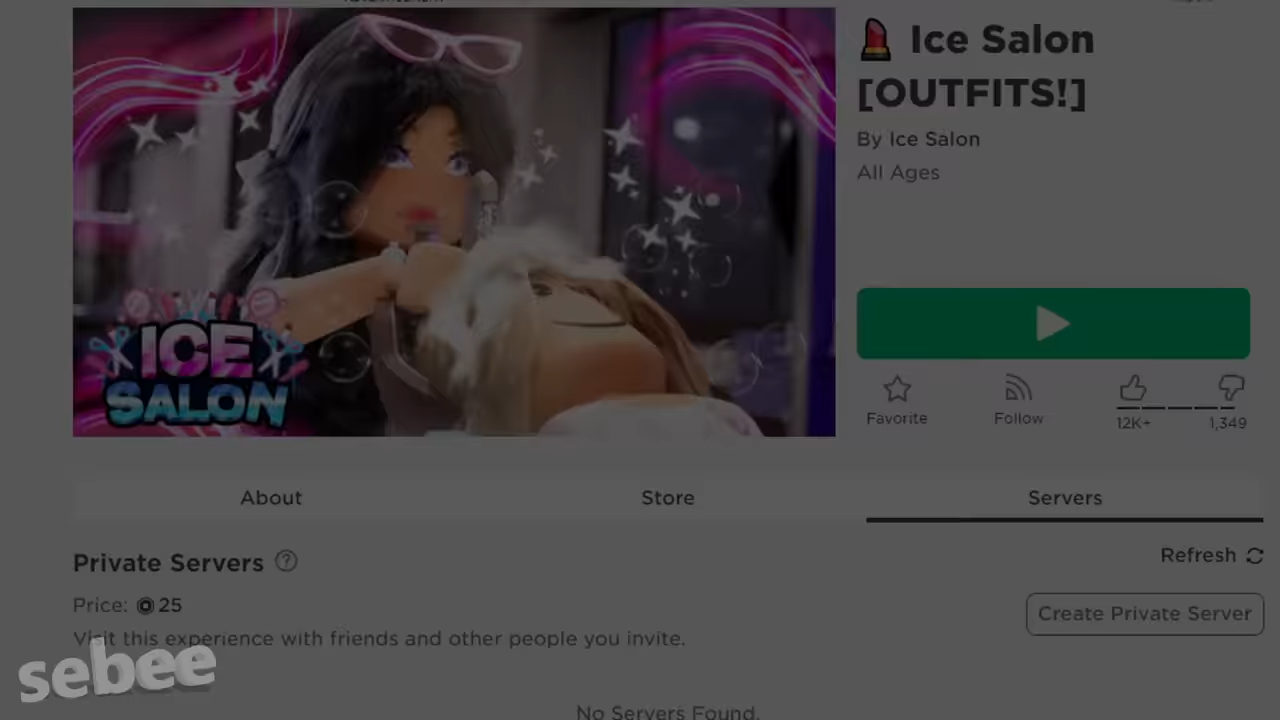 💄 Ice Salon
[OUTFITS!]
By Ice Salon
All Ages
ICE
SALON
Favorite
Follow
12K+
1,349
About
Store
Servers
Private Servers
Refresh
Price: 25
Create Private Server
Visit this experience with friends and other people you invite.
sebee
No Servers Found.